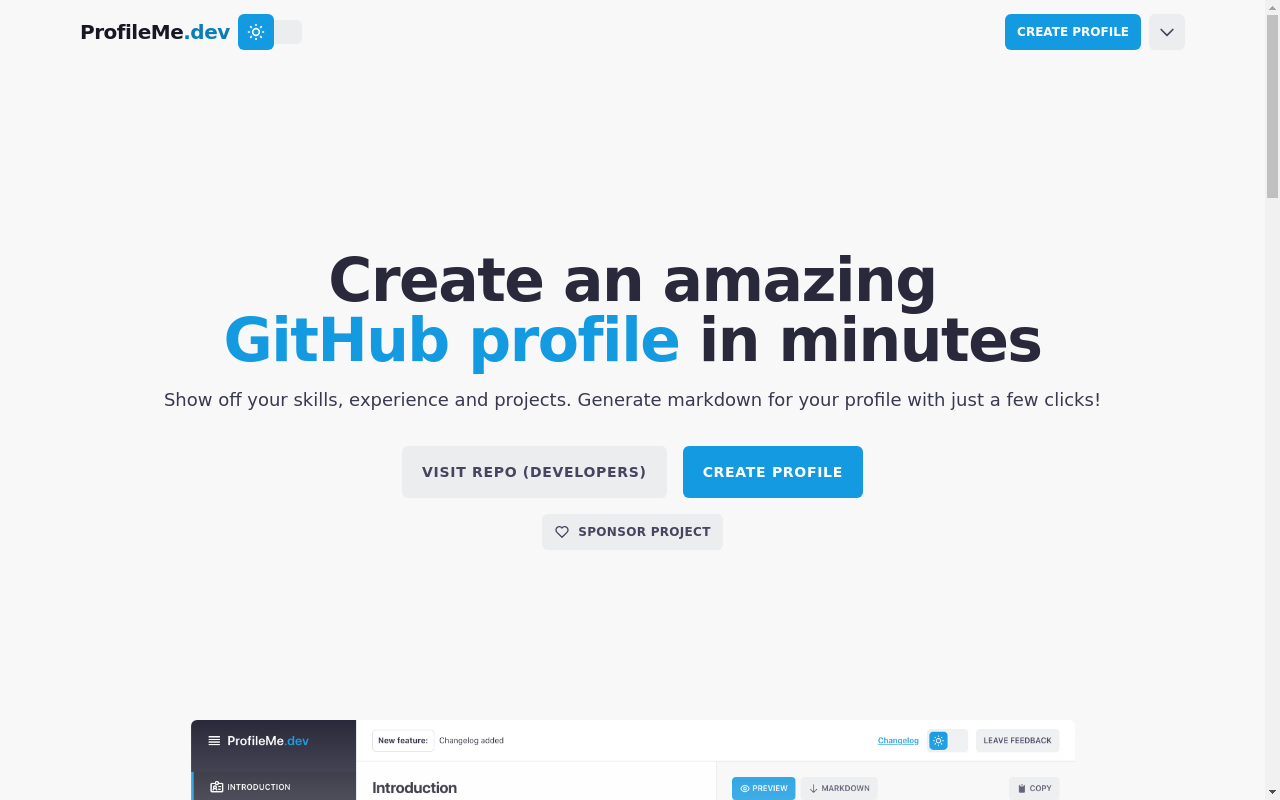 ProfileMe.dev
CREATE PROFILE
Create an amazing
GitHub profile in minutes
Show off your skills, experience and projects. Generate markdown for your profile with just a few clicks!
VISIT REPO (DEVELOPERS)
CREATE PROFILE
SPONSOR PROJECT
ProfileMe.dev
New feature: Changelog added
Changelog
LEAVE FEEDBACK
INTRODUCTION
Introduction
PREVIEW
MARKDOWN
COPY